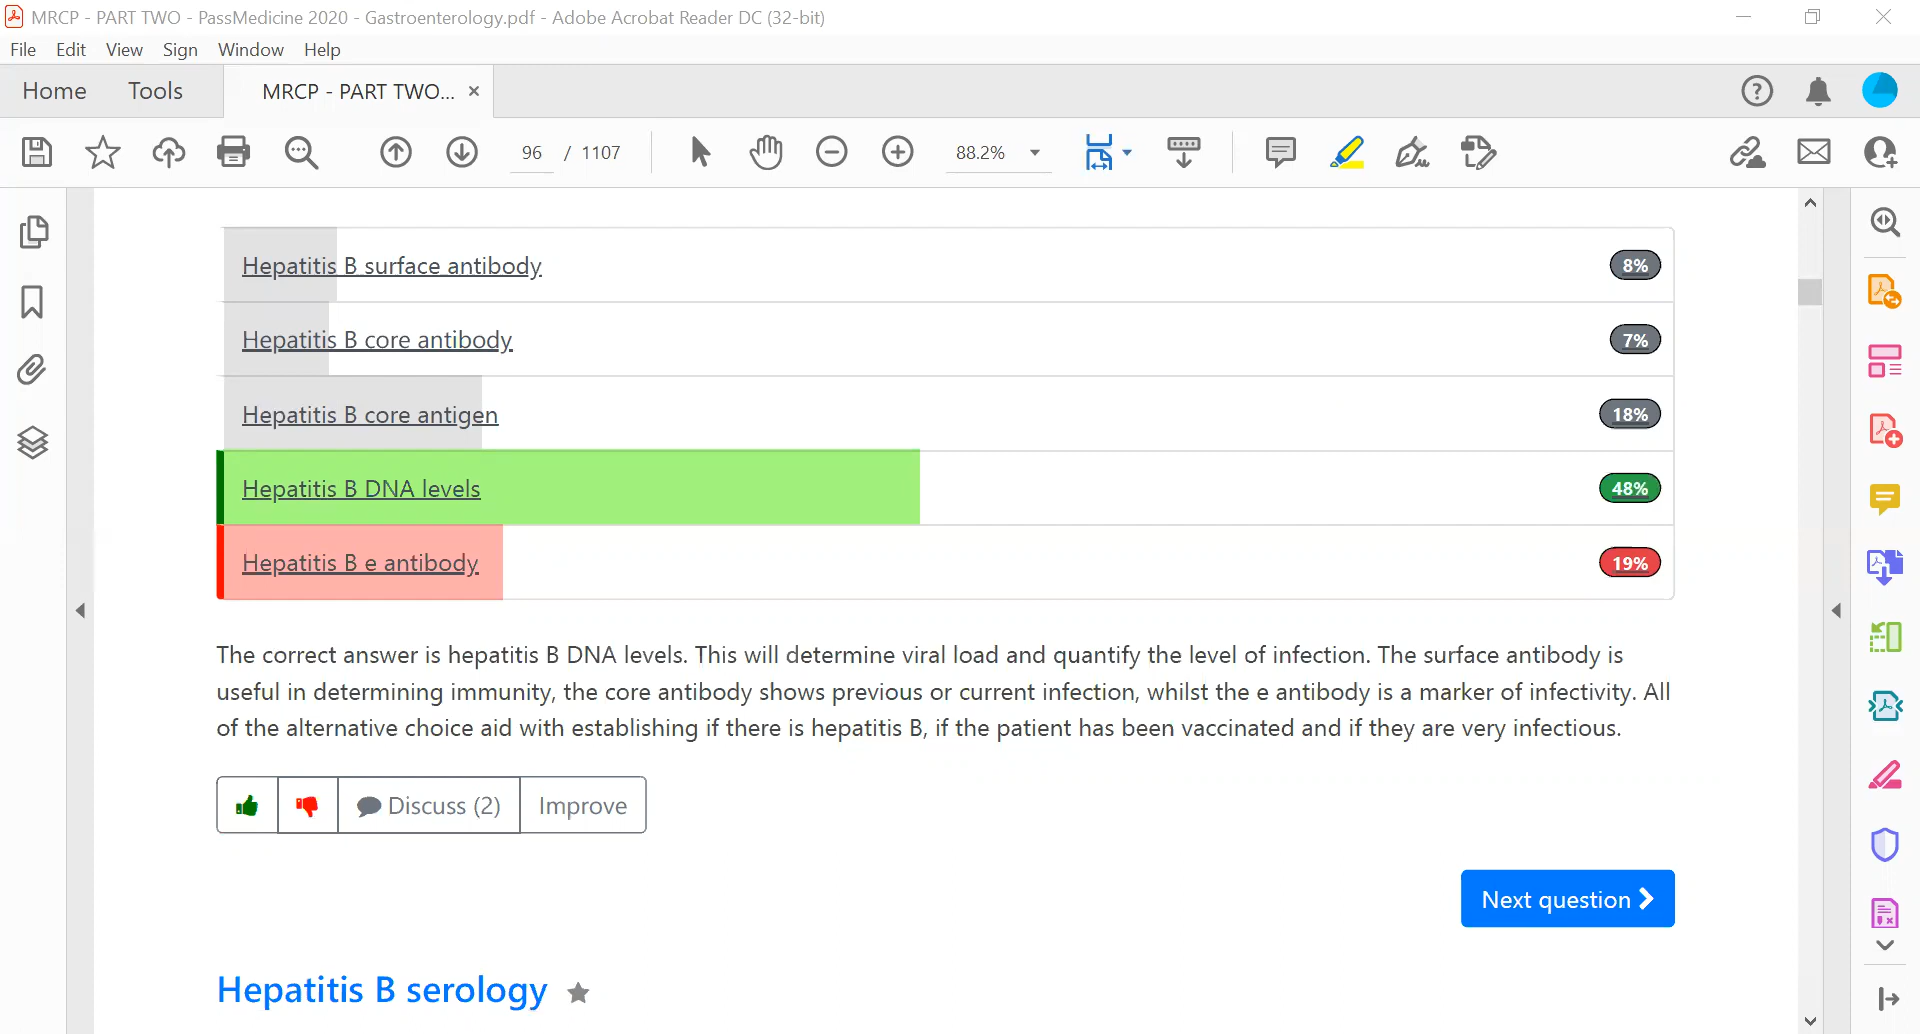 MRCP - PART TWO - PassMedicine 2020 - Gastroenterology.pdf - Adobe Acrobat Reader DC (32-bit)
File Edit View Sign Window Help
Home Tools MRCP - PART TWO... ×
96 / 1107 88.2%
Hepatitis B surface antibody 8%
Hepatitis B core antibody 7%
Hepatitis B core antigen 18%
Hepatitis B DNA levels 48%
Hepatitis B e antibody 19%
The correct answer is hepatitis B DNA levels. This will determine viral load and quantify the level of infection. The surface antibody is
useful in determining immunity, the core antibody shows previous or current infection, whilst the e antibody is a marker of infectivity. All
of the alternative choice aid with establishing if there is hepatitis B, if the patient has been vaccinated and if they are very infectious.
Discuss (2) Improve
Next question
Hepatitis B serology